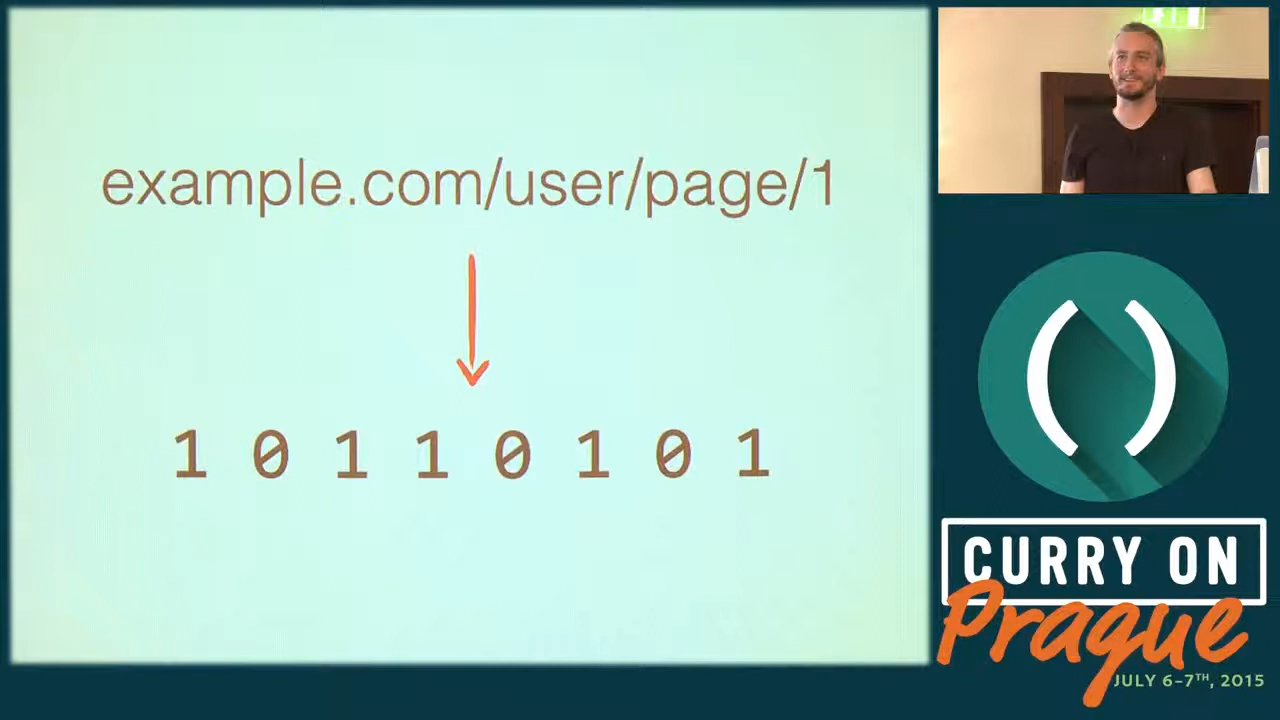 example.com/user/page/1
1 0 1 1 0 1 0 1
( )
CURRY ON
Prague
JULY 6-7TH, 2015